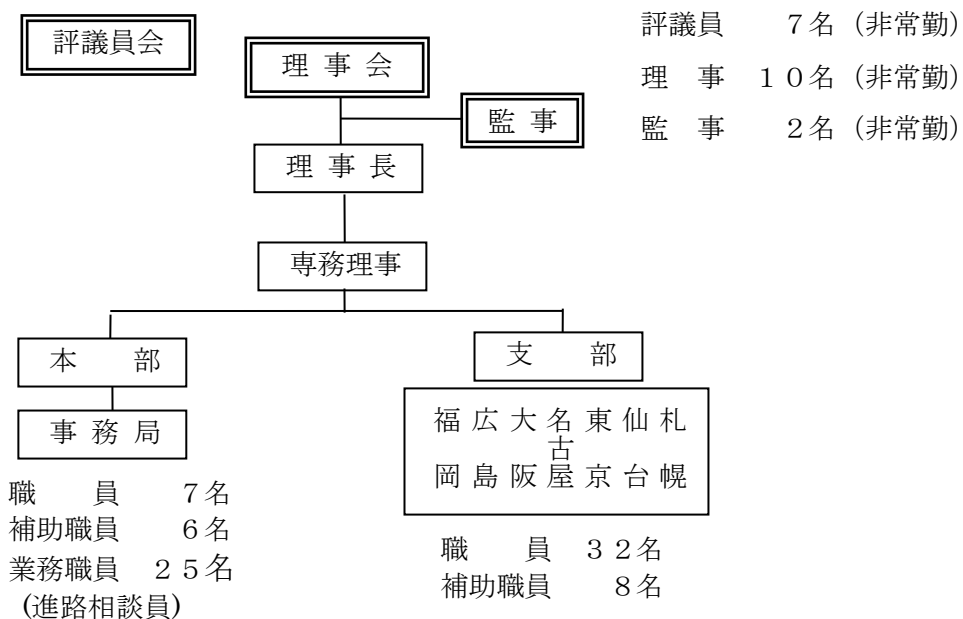 評議員会
理 事 会
監 事
理 事 長
専務理事
評議員　　７名（非常勤）
理　事　１０名（非常勤）
監　事　　２名（非常勤）
本　　部
事 務 局
職　　員　　７名
補助職員　　６名
業務職員　２５名
(進路相談員)
支　　部
札幌
仙台
東京
名古屋
大阪
広島
福岡
職　　員　３２名
補助職員　　８名